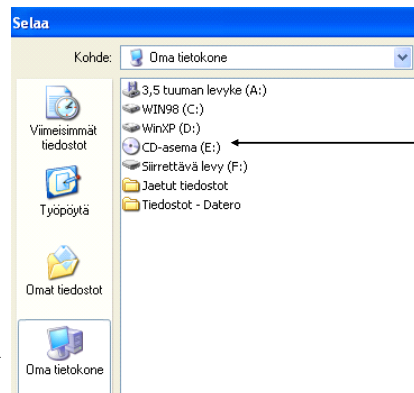 Selaa
Kohde:
Oma tietokone
3,5 tuuman levyke (A:)
WIN98 (C:)
WinXP (D:)
CD-asema (E:)
Siirrettävä levy (F:)
Jaetut tiedostot
Tiedostot - Datero
Viimeisimmät
tiedostot
Työpöytä
Omat tiedostot
Oma tietokone